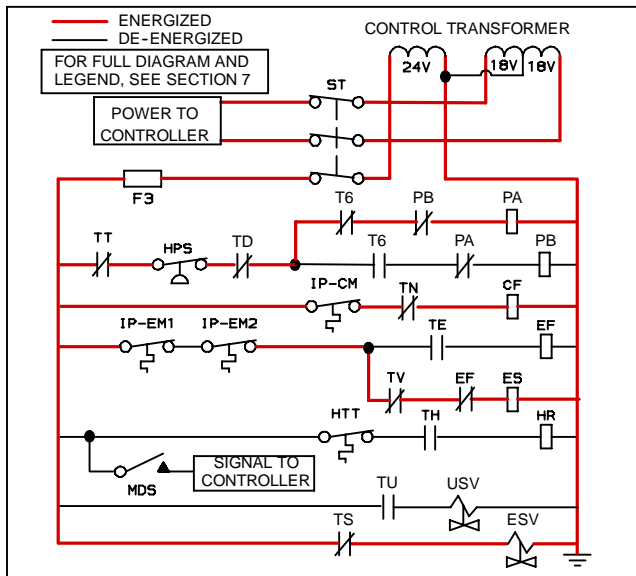 ENERGIZED
DE-ENERGIZED
FOR FULL DIAGRAM AND
LEGEND, SEE SECTION 7
CONTROL TRANSFORMER
24V
18V 18V
ST
POWER TO
CONTROLLER
F3
T6 PB PA
TT HPS TD
T6 PA PB
IP-CM TN CF
IP-EM1 IP-EM2
TE EF
TV EF ES
HTT TH HR
MDS
SIGNAL TO
CONTROLLER
TU USV
TS ESV